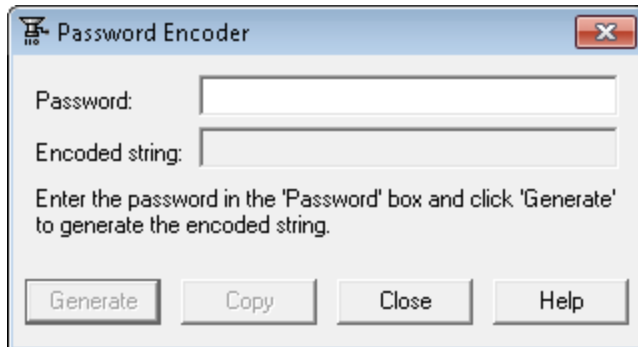 Password Encoder
Password:
Encoded string:
Enter the password in the 'Password' box and click 'Generate'
to generate the encoded string.
Generate Copy Close Help